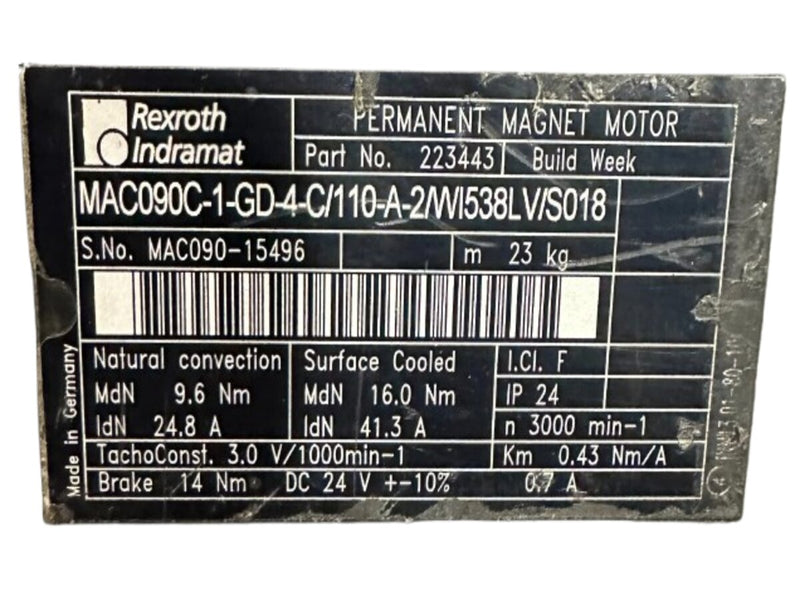 Rexroth
Indramat
PERMANENT MAGNET MOTOR
Part No. 223443
Build Week
MAC090C-1-GD-4-C/110-A-2/WI538LV/S018
S.No. MAC090-15496
m 23 kg
Natural convection
MdN 9.6 Nm
IdN 24.8 A
Surface Cooled
MdN 16.0 Nm
IdN 41.3 A
I.Cl. F
IP 24
n 3000 min-1
TachoConst. 3.0 V/1000min-1
Km 0.43 Nm/A
Brake 14 Nm DC 24 V +-10% 0.7 A
Made in Germany